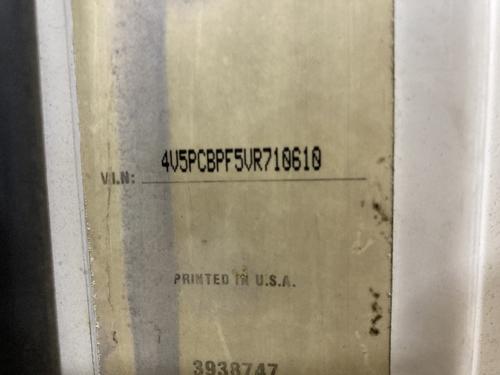 4V5PCBPF5VR710610
V.I.N:
PRINTED IN U.S.A.
3938747